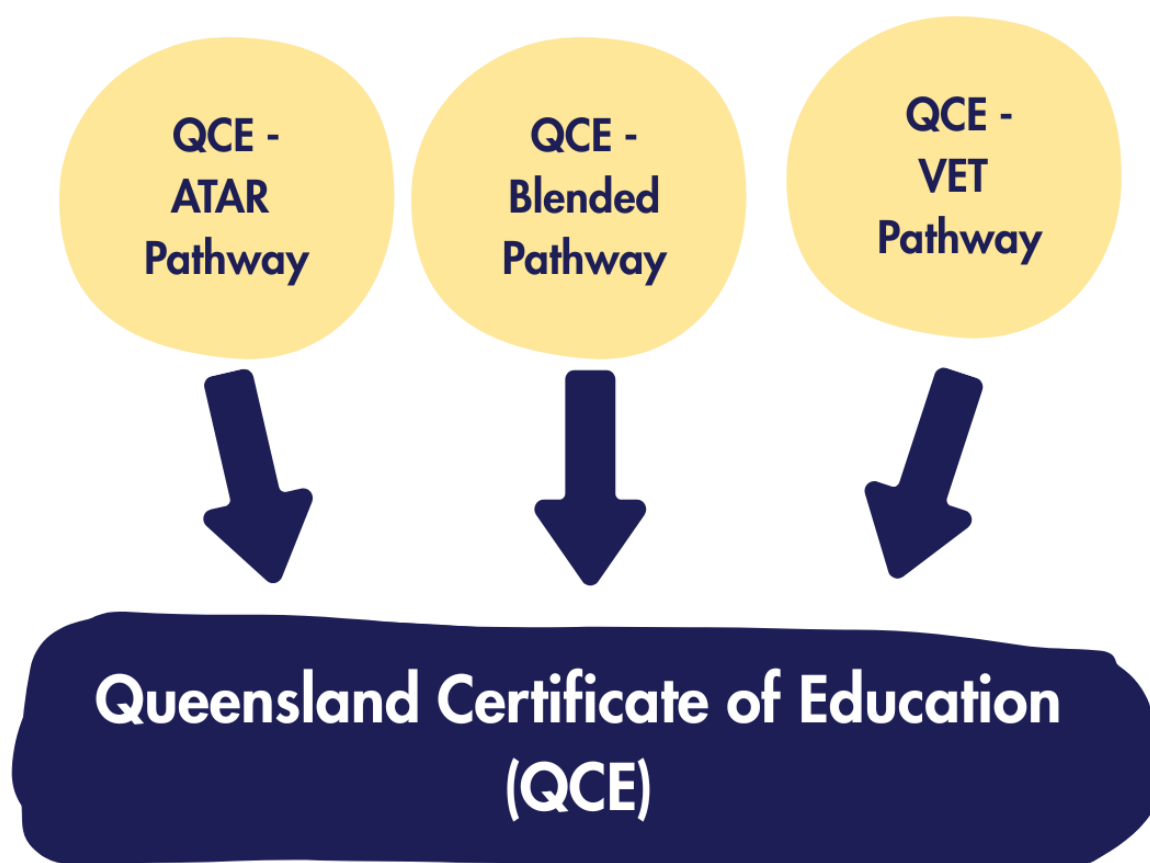 QCE -
ATAR
Pathway
QCE -
Blended
Pathway
QCE -
VET
Pathway
Queensland Certificate of Education
(QCE)